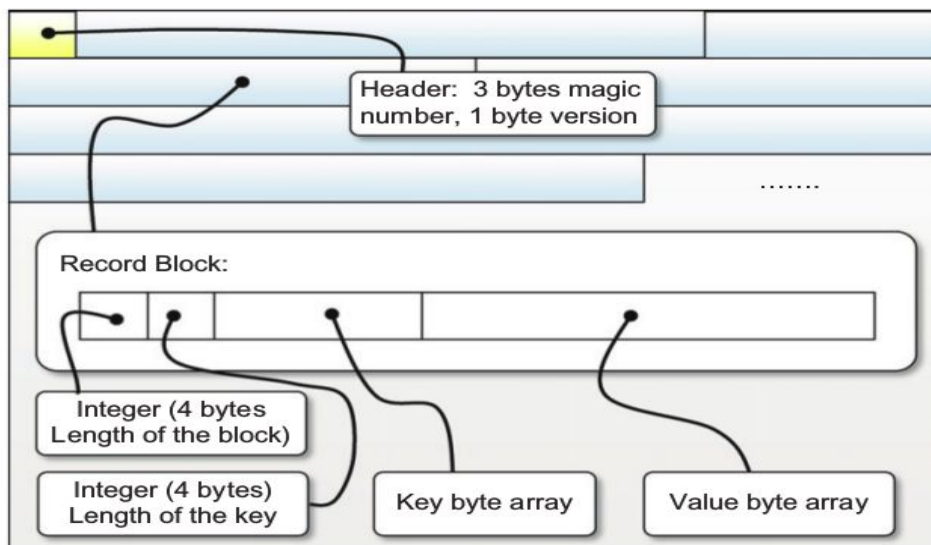 Header: 3 bytes magic
number, 1 byte version
.......
Record Block:
Integer (4 bytes
Length of the block)
Integer (4 bytes)
Length of the key
Key byte array
Value byte array